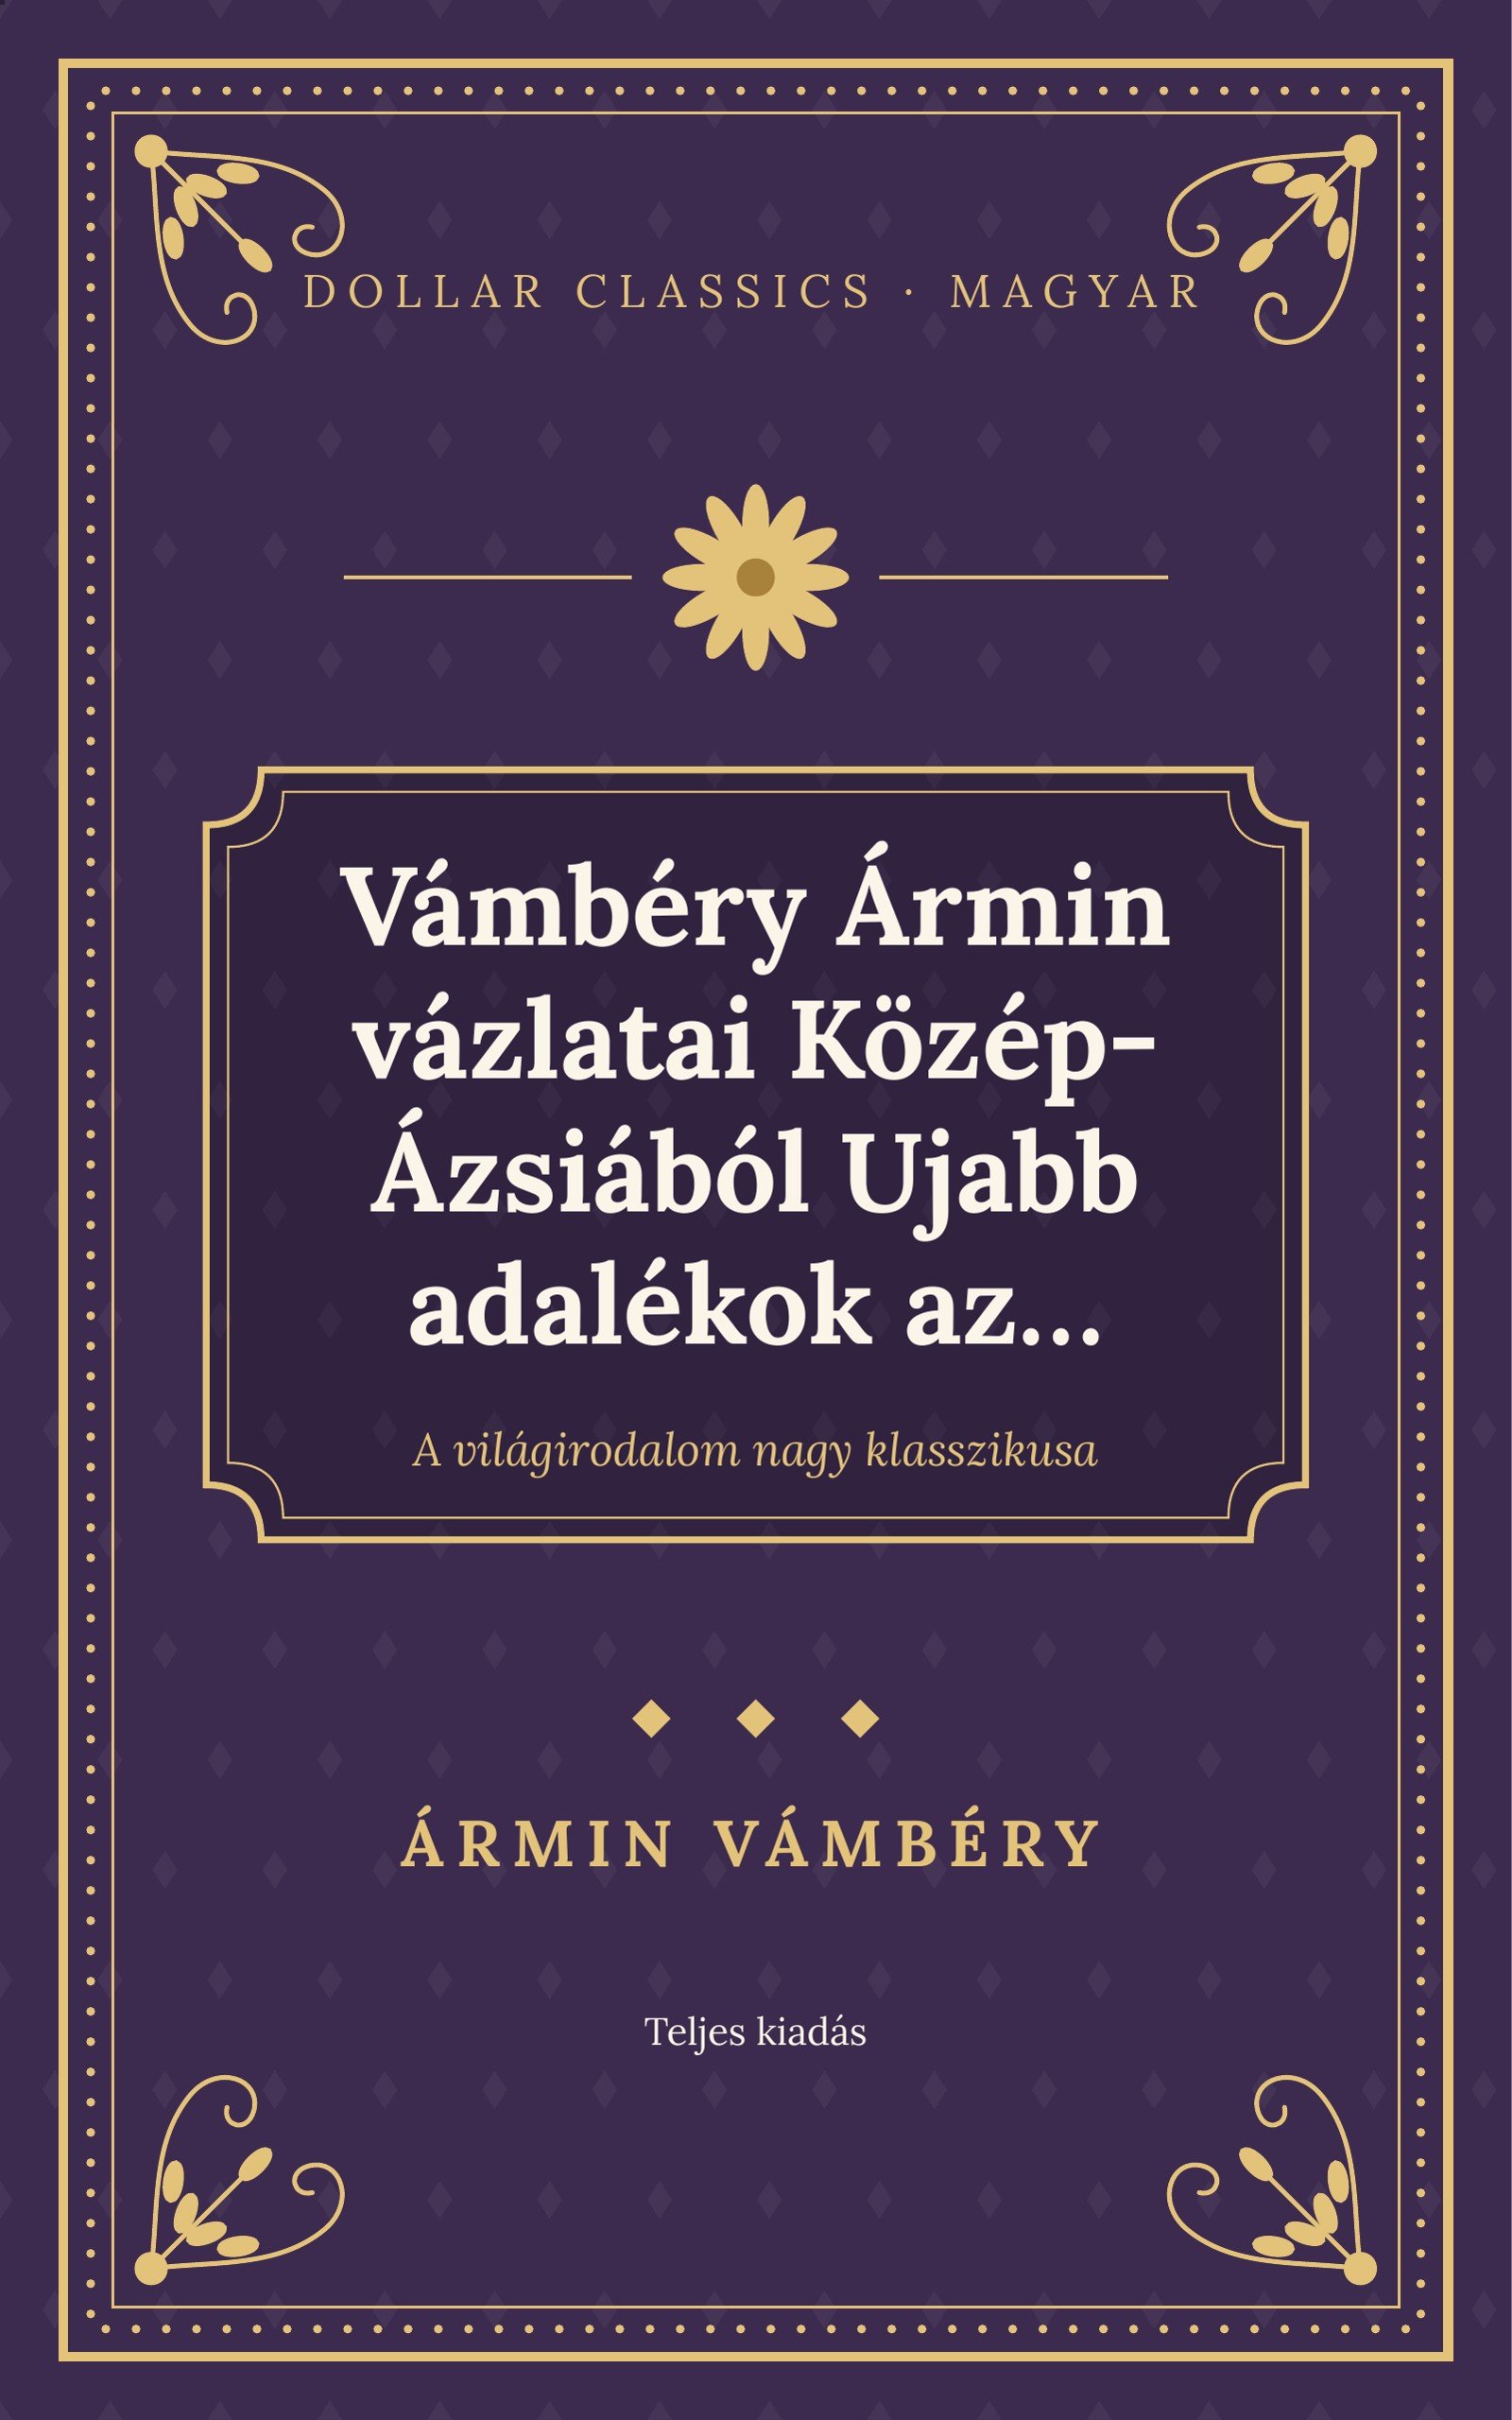 DOLLAR CLASSICS · MAGYAR
Vámbéry Ármin
vázlatai Közép-
Ázsiából Ujabb
adalékok az...
A világirodalom nagy klasszikusa
ÁRMIN VÁMBÉRY
Teljes kiadás